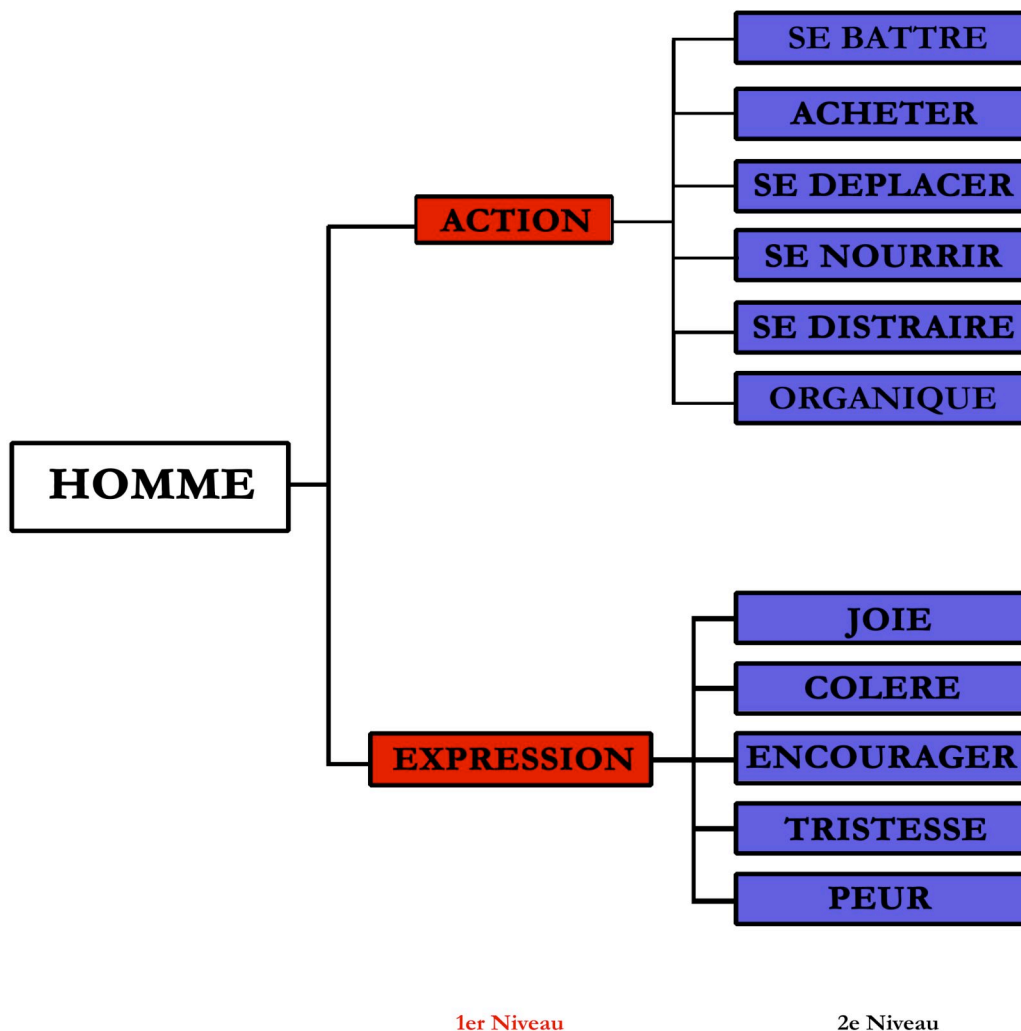 HOMME
ACTION
SE BATTRE
ACHETER
SE DEPLACER
SE NOURRIR
SE DISTRAIRE
ORGANIQUE
EXPRESSION
JOIE
COLERE
ENCOURAGER
TRISTESSE
PEUR
1er Niveau
2e Niveau